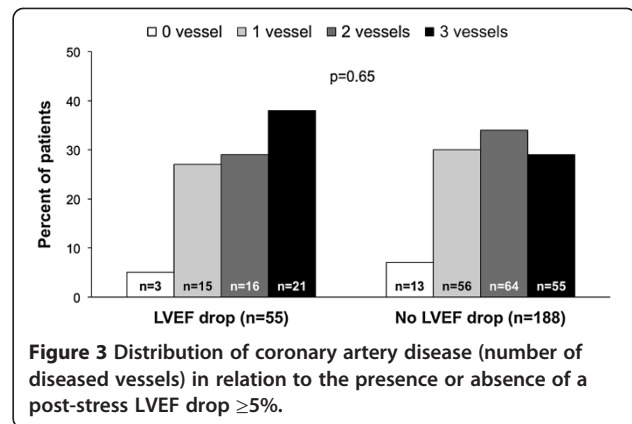 0 vessel 1 vessel 2 vessels 3 vessels
50
p=0.65
40
30
20
10
0
Percent of patients
n=3 n=15 n=16 n=21 n=13 n=56 n=64 n=55
LVEF drop (n=55) No LVEF drop (n=188)
Figure 3 Distribution of coronary artery disease (number of
diseased vessels) in relation to the presence or absence of a
post-stress LVEF drop ≥5%.